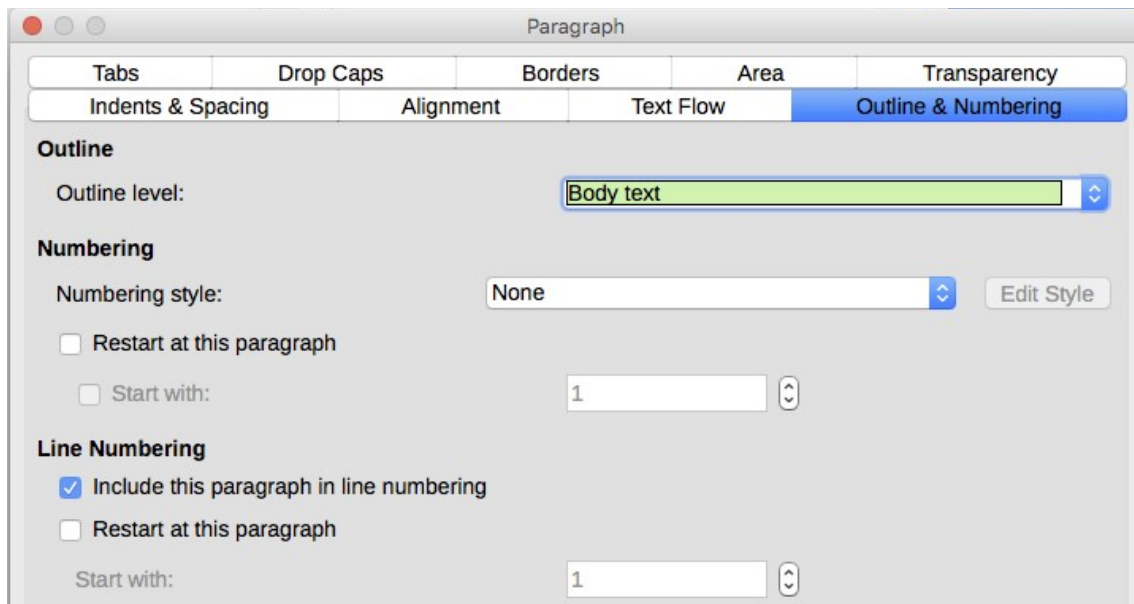 Paragraph
Tabs Drop Caps Borders Area Transparency
Indents & Spacing Alignment Text Flow Outline & Numbering
Outline
Outline level: Body text
Numbering
Numbering style: None Edit Style
Restart at this paragraph
Start with: 1
Line Numbering
Include this paragraph in line numbering
Restart at this paragraph
Start with: 1